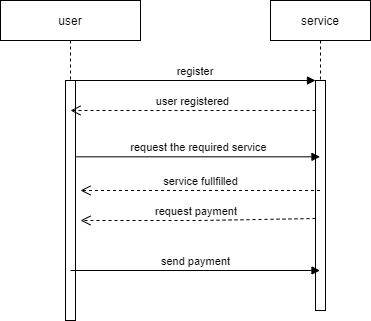 user
service
register
user registered
request the required service
service fullfilled
request payment
send payment